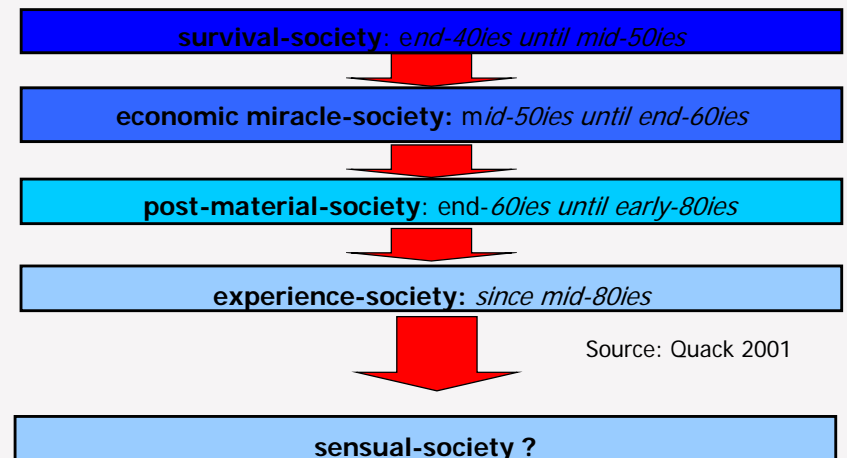 survival-society: end-40ies until mid-50ies
economic miracle-society: mid-50ies until end-60ies
post-material-society: end-60ies until early-80ies
experience-society: since mid-80ies
Source: Quack 2001
sensual-society ?